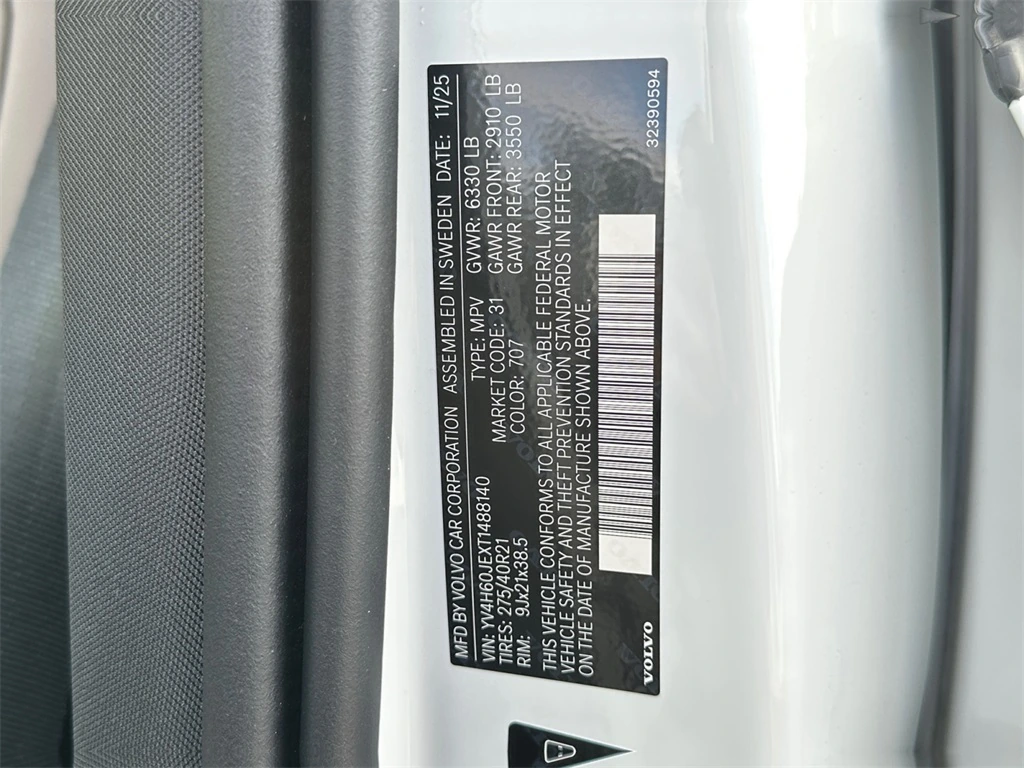 MFD BY VOLVO CAR CORPORATION ASSEMBLED IN SWEDEN DATE: 11/25
VIN: YV4H60JEXT1488140 TYPE: MPV GVWR: 6330 LB
TIRES: 275/40R21 MARKET CODE: 31 GAWR FRONT: 2910 LB
RIM: 9Jx21x38.5 COLOR: 707 GAWR REAR: 3550 LB
THIS VEHICLE CONFORMS TO ALL APPLICABLE FEDERAL MOTOR
VEHICLE SAFETY AND THEFT PREVENTION STANDARDS IN EFFECT
ON THE DATE OF MANUFACTURE SHOWN ABOVE.
VOLVO 32390594